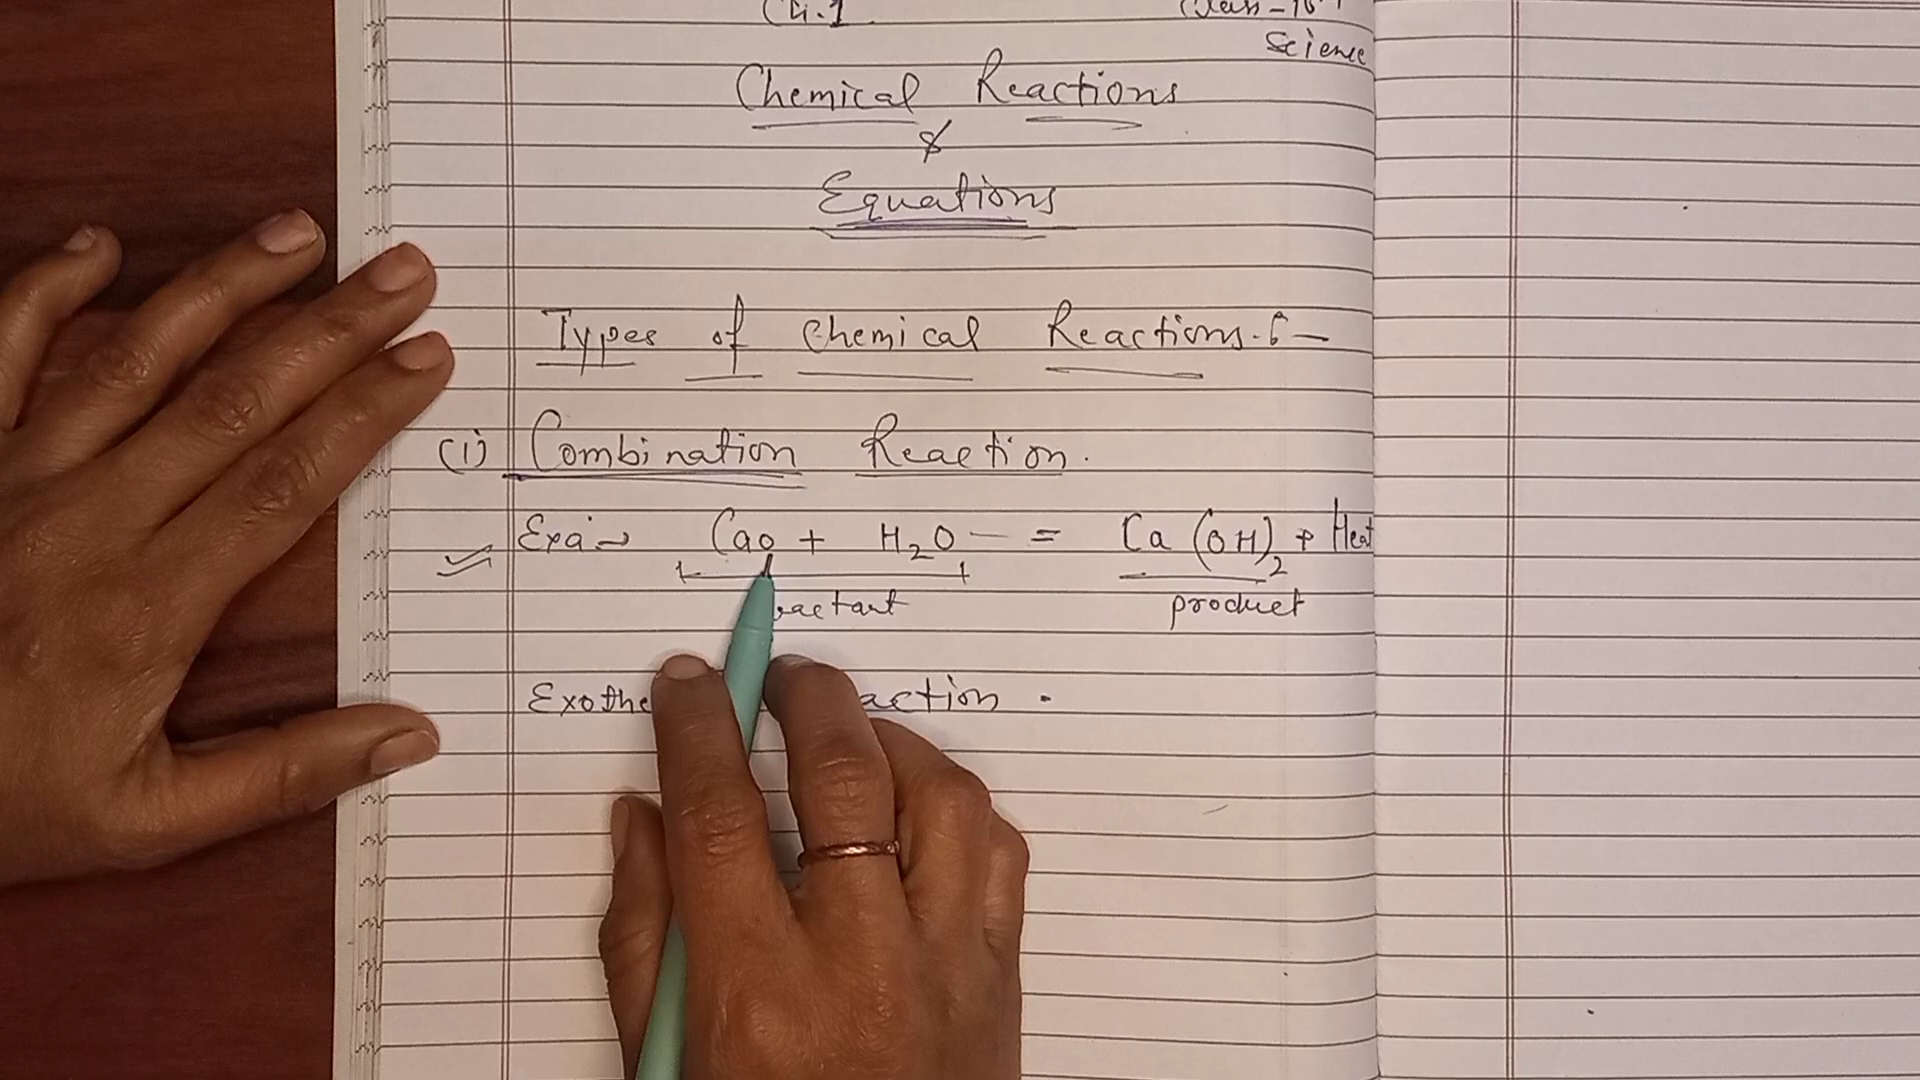 Ch.1
Science
Chemical Reactions
&
Equations
Types of Chemical Reactions :-
(i) Combination Reaction.
Exa → CaO + H₂O — = Ca(OH)₂ + Heat
product